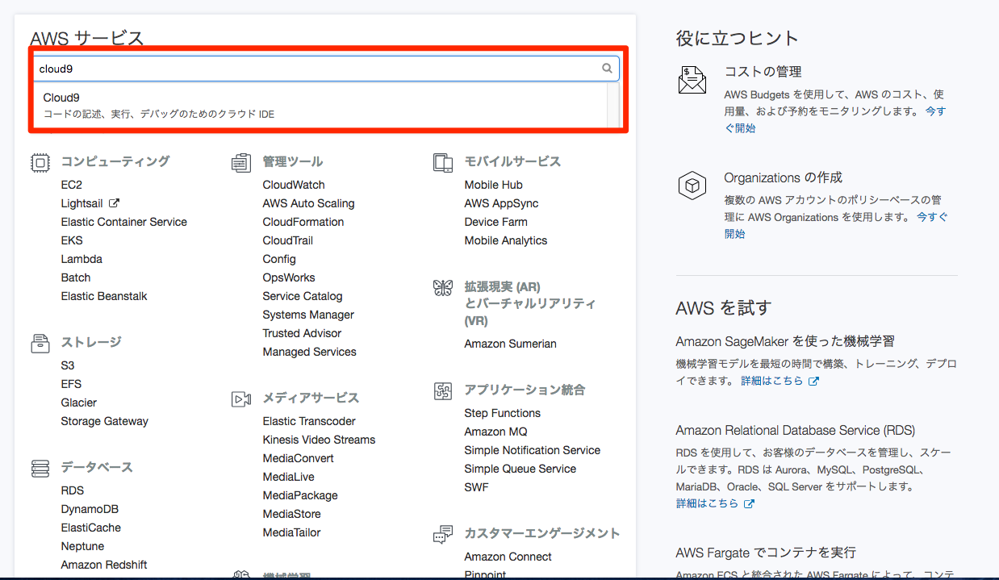 AWS サービス
cloud9
Cloud9
コードの記述、実行、デバッグのためのクラウド IDE
コンピューティング
EC2
Lightsail
Elastic Container Service
EKS
Lambda
Batch
Elastic Beanstalk
ストレージ
S3
EFS
Glacier
Storage Gateway
データベース
RDS
DynamoDB
ElastiCache
Neptune
Amazon Redshift
管理ツール
CloudWatch
AWS Auto Scaling
CloudFormation
CloudTrail
Config
OpsWorks
Service Catalog
Systems Manager
Trusted Advisor
Managed Services
メディアサービス
Elastic Transcoder
Kinesis Video Streams
MediaConvert
MediaLive
MediaPackage
MediaStore
MediaTailor
機械学習
モバイルサービス
Mobile Hub
AWS AppSync
Device Farm
Mobile Analytics
拡張現実 (AR)
とバーチャルリアリティ
(VR)
Amazon Sumerian
アプリケーション統合
Step Functions
Amazon MQ
Simple Notification Service
Simple Queue Service
SWF
カスタマーエンゲージメント
Amazon Connect
Pinpoint
役に立つヒント
コストの管理
AWS Budgets を使用して、AWS のコスト、使
用量、および予約をモニタリングします。 今す
ぐ開始
Organizations の作成
複数の AWS アカウントのポリシーベースの管
理に AWS Organizations を使用します。 今すぐ
開始
AWS を試す
Amazon SageMaker を使った機械学習
機械学習モデルを最短の時間で構築、トレーニング、デプロ
イできます。 詳細はこちら
Amazon Relational Database Service (RDS)
RDS を使用して、お客様のデータベースを管理し、スケー
ルできます。RDS は Aurora、MySQL、PostgreSQL、
MariaDB、Oracle、SQL Server をサポートします。
詳細はこちら
AWS Fargate でコンテナを実行
Amazon ECS と統合された AWS Fargate によって、コンテ